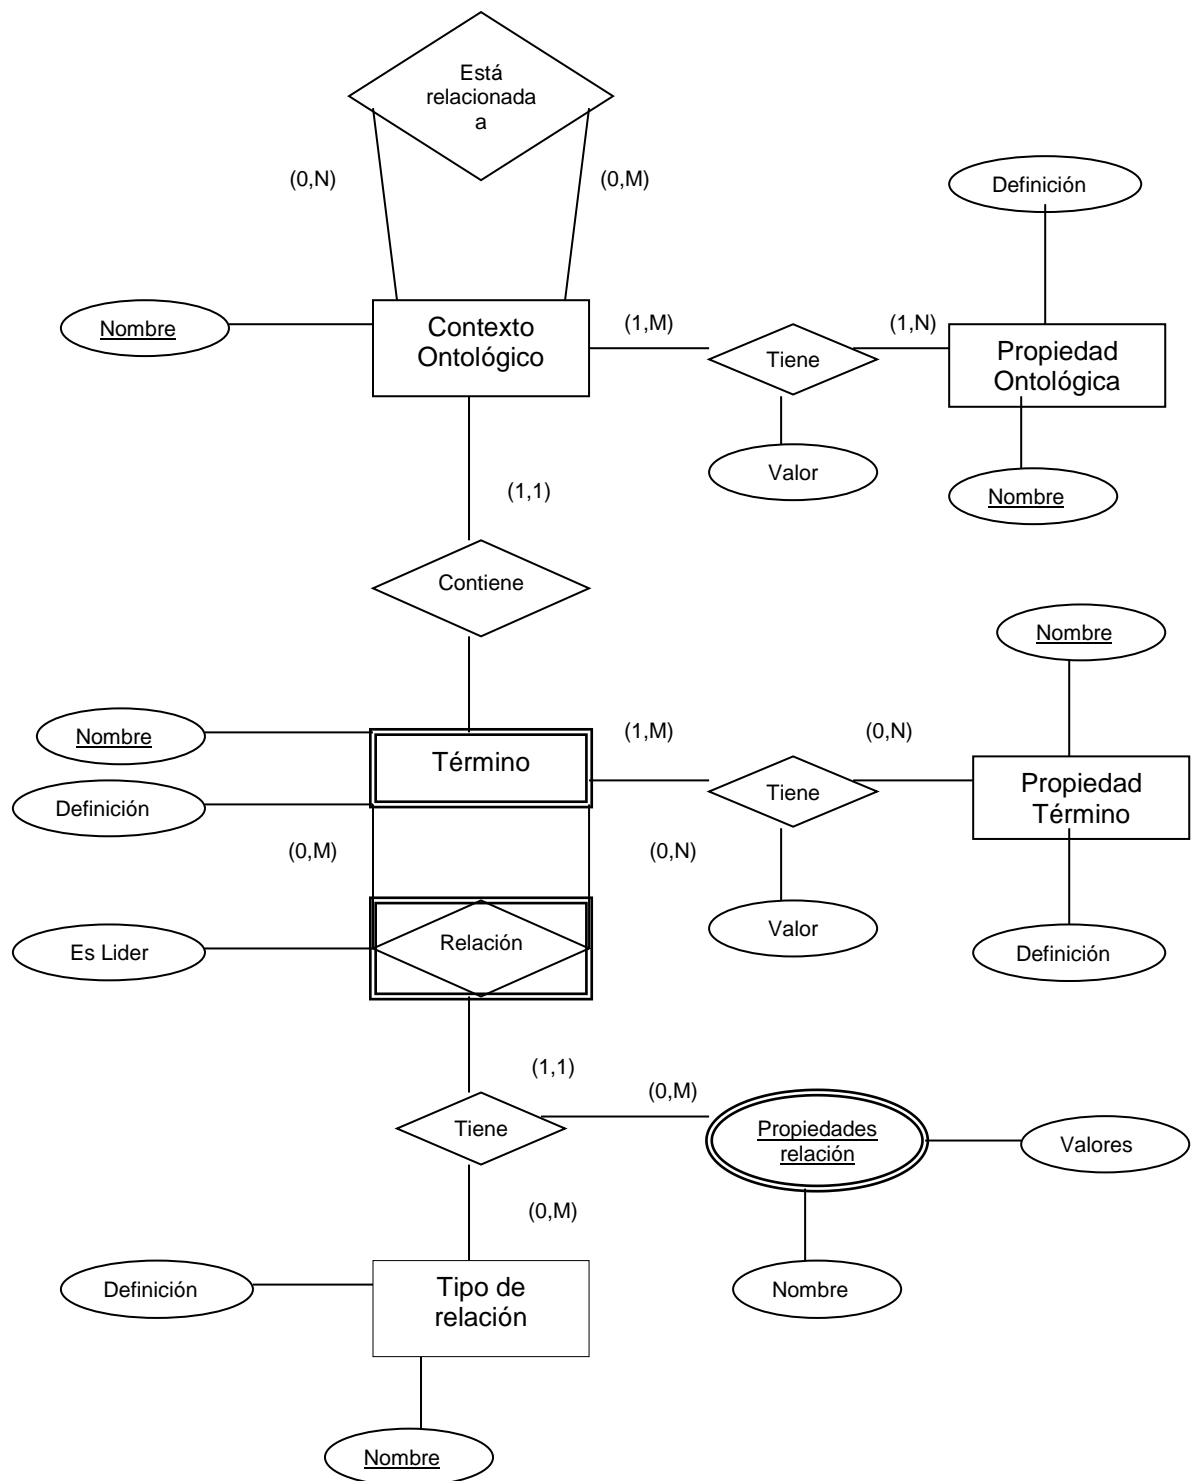 Está
relacionada
a
(0,N)
(0,M)
Definición
Nombre
Contexto
Ontológico
(1,M)
Tiene
(1,N)
Propiedad
Ontológica
Valor
Nombre
(1,1)
Contiene
Nombre
Nombre
Término
(1,M)
Tiene
(0,N)
Propiedad
Término
Definición
(0,M)
(0,N)
Valor
Es Lider
Relación
Definición
(1,1)
(0,M)
Tiene
Propiedades
relación
Valores
(0,M)
Definición
Tipo de
relación
Nombre
Nombre